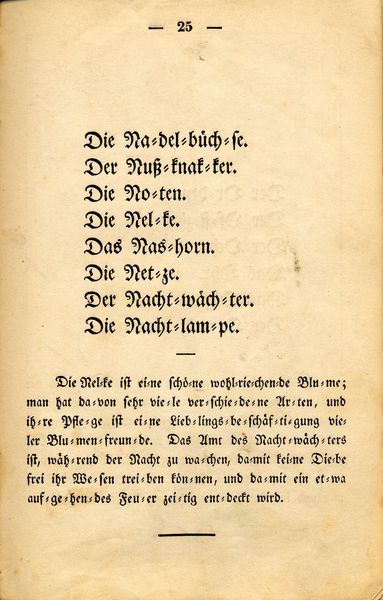 — 25 —
Die Na⸗del⸗büch⸗se.
Der Nuß⸗knak⸗ker.
Die No⸗ten.
Die Nel⸗ke.
Das Nas⸗horn.
Die Net⸗ze.
Der Nacht⸗wäch⸗ter.
Die Nacht⸗lam⸗pe.
Die Nel⸗ke ist ei⸗ne schö⸗ne wohl⸗rie⸗chen⸗de Blu⸗me;
man hat da⸗von sehr vie⸗le ver⸗schie⸗de⸗ne Ar⸗ten, und
ih⸗re Pfle⸗ge ist ei⸗ne Lieb⸗lings⸗be⸗schäf⸗ti⸗gung vie⸗
ler Blu⸗men⸗freun⸗de. Das Amt des Nacht⸗wäch⸗ters
ist, wäh⸗rend der Nacht zu wa⸗chen, da⸗mit kei⸗ne Die⸗be
frei ihr We⸗sen trei⸗ben kön⸗nen, und da⸗mit ein et⸗wa
auf⸗ge⸗hen⸗des Feu⸗er zei⸗tig ent⸗deckt wird.